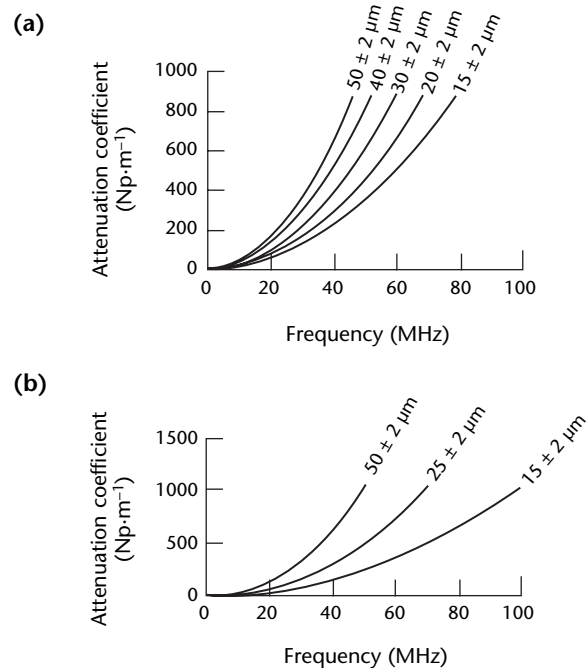 (a)
50 ± 2 µm
40 ± 2 µm
30 ± 2 µm
20 ± 2 µm
15 ± 2 µm
Attenuation coefficient
(Np·m⁻¹)
1000
800
600
400
200
0
0 20 40 60 80 100
Frequency (MHz)
(b)
50 ± 2 µm
25 ± 2 µm
15 ± 2 µm
Attenuation coefficient
(Np·m⁻¹)
1500
1000
500
0
0 20 40 60 80 100
Frequency (MHz)